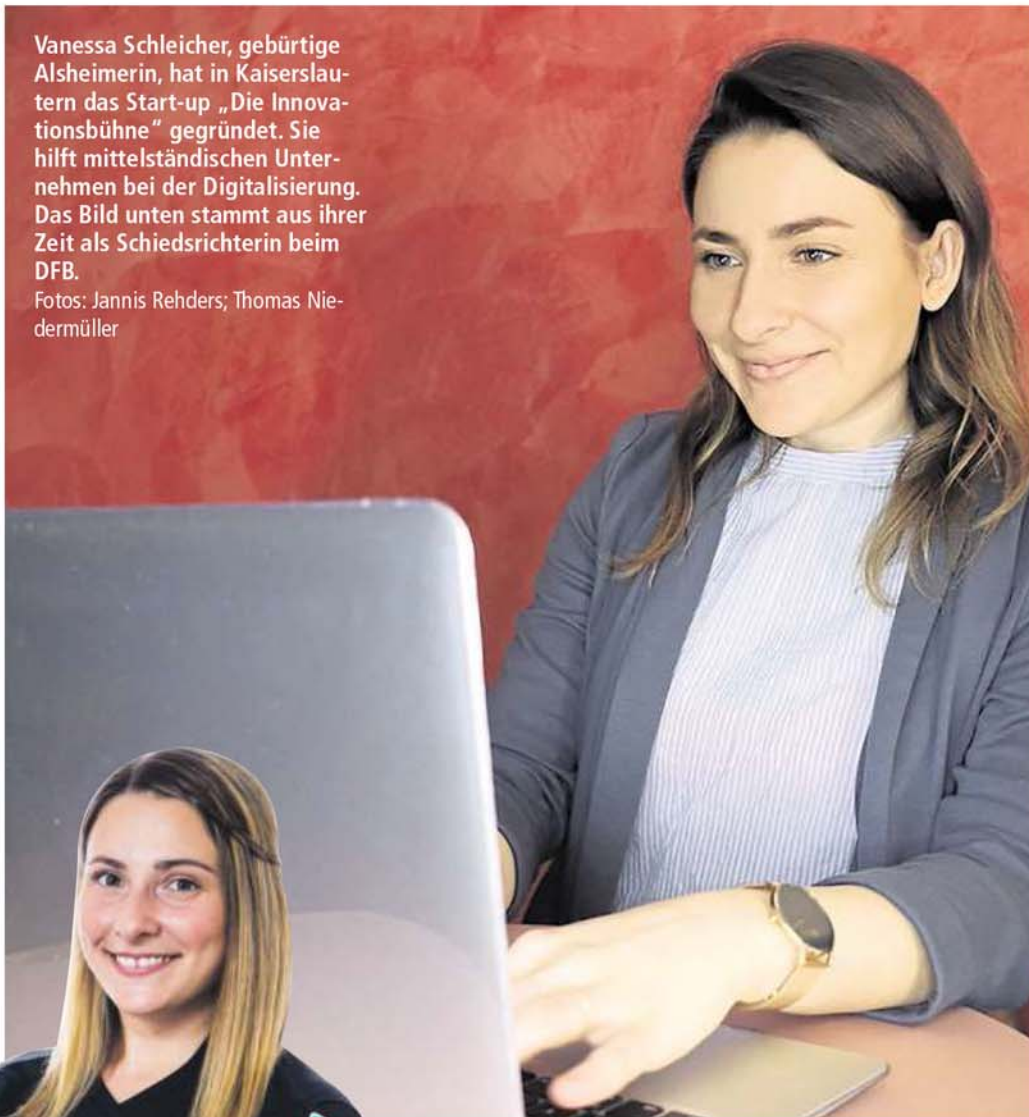 Vanessa Schleicher, gebürtige
Alsheimerin, hat in Kaiserslau-
tern das Start-up „Die Innova-
tionsbühne“ gegründet. Sie
hilft mittelständischen Unter-
nehmen bei der Digitalisierung.
Das Bild unten stammt aus ihrer
Zeit als Schiedsrichterin beim
DFB.
Fotos: Jannis Rehders; Thomas Nie-
dermüller